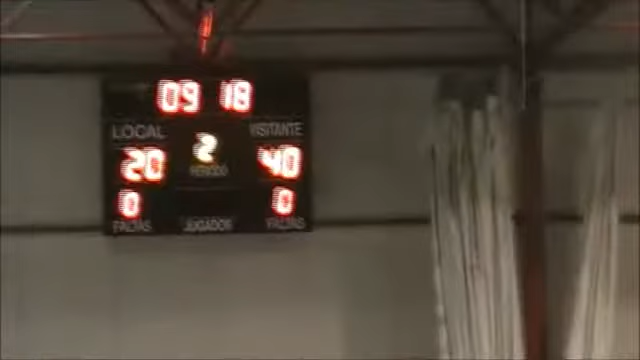 09 18
LOCAL VISITANTE
20 2 40
PERIODO
0 0
FALTAS JUGADOR FALTAS